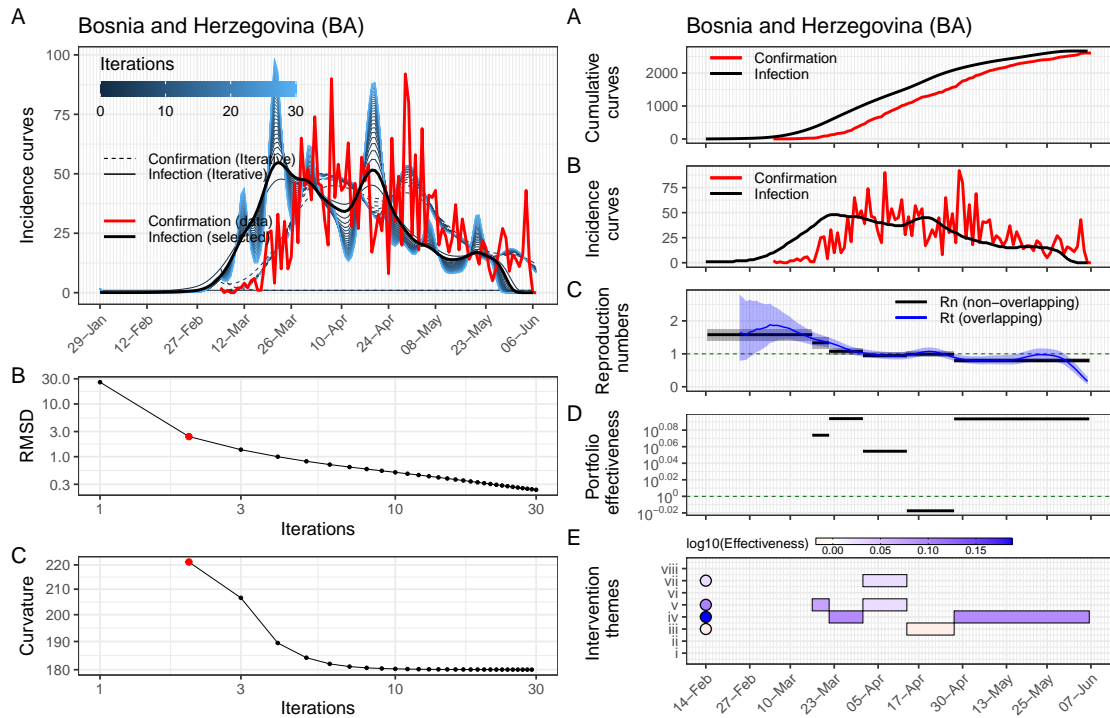 A
Bosnia and Herzegovina (BA)
Iterations
0 10 20 30
Confirmation (Iterative)
Infection (Iterative)
Confirmation (data)
Infection (selected)
Incidence curves
100
75
50
25
0
29−Jan
12−Feb
27−Feb
12−Mar
26−Mar
10−Apr
24−Apr
08−May
23−May
06−Jun
B
RMSD
30.0
10.0
3.0
1.0
0.3
1 3 10 30
Iterations
C
Curvature
220
210
200
190
180
1 3 10 30
Iterations
A
Bosnia and Herzegovina (BA)
Cumulative
curves
2000
1000
0
Confirmation
Infection
B
Incidence
curves
75
50
25
0
Confirmation
Infection
C
Reproduction
numbers
2
1
0
Rn (non−overlapping)
Rt (overlapping)
D
Portfolio
effectiveness
10^0.08
10^0.06
10^0.04
10^0.02
10^0
10^−0.02
E
log10(Effectiveness)
0.00 0.05 0.10 0.15
Intervention
themes
viii
vii
vi
v
iv
iii
ii
i
14−Feb
27−Feb
10−Mar
23−Mar
05−Apr
17−Apr
30−Apr
13−May
25−May
07−Jun